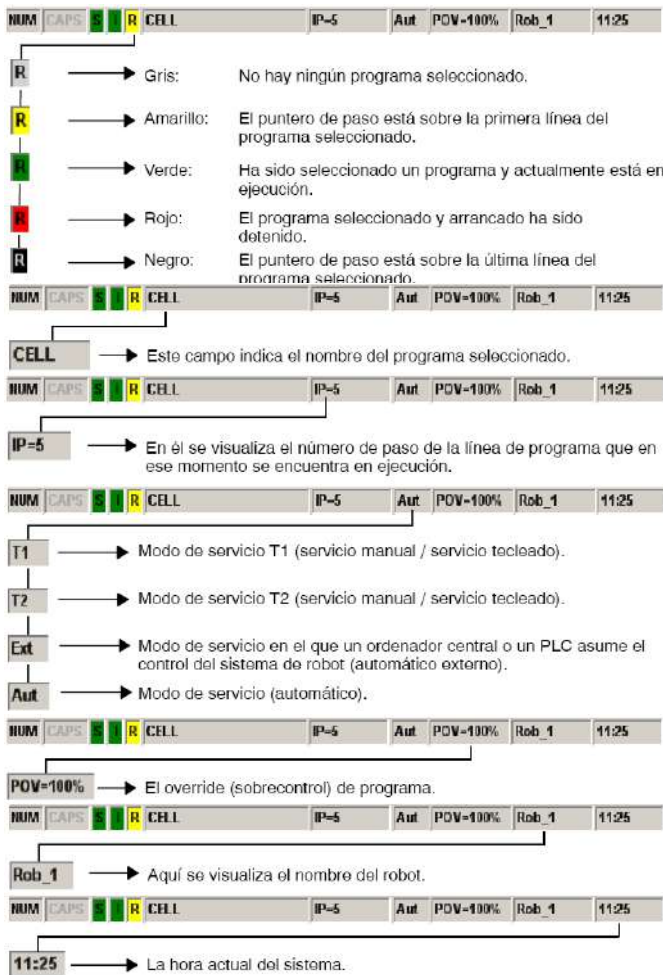 NUM CAPS S I R CELL IP=5 Aut POV=100% Rob_1 11:25
R Gris: No hay ningún programa seleccionado.
R Amarillo: El puntero de paso está sobre la primera línea del
programa seleccionado.
R Verde: Ha sido seleccionado un programa y actualmente está en
ejecución.
R Rojo: El programa seleccionado y arrancado ha sido
detenido.
R Negro: El puntero de paso está sobre la última línea del
programa seleccionado.
NUM CAPS S I R CELL IP=5 Aut POV=100% Rob_1 11:25
CELL Este campo indica el nombre del programa seleccionado.
NUM CAPS S I R CELL IP=5 Aut POV=100% Rob_1 11:25
IP=5 En él se visualiza el número de paso de la línea de programa que en
ese momento se encuentra en ejecución.
NUM CAPS S I R CELL IP=5 Aut POV=100% Rob_1 11:25
T1 Modo de servicio T1 (servicio manual / servicio tecleado).
T2 Modo de servicio T2 (servicio manual / servicio tecleado).
Ext Modo de servicio en el que un ordenador central o un PLC asume el
control del sistema de robot (automático externo).
Aut Modo de servicio (automático).
NUM CAPS S I R CELL IP=5 Aut POV=100% Rob_1 11:25
POV=100% El override (sobrecontrol) de programa.
NUM CAPS S I R CELL IP=5 Aut POV=100% Rob_1 11:25
Rob_1 Aquí se visualiza el nombre del robot.
NUM CAPS S I R CELL IP=5 Aut POV=100% Rob_1 11:25
11:25 La hora actual del sistema.